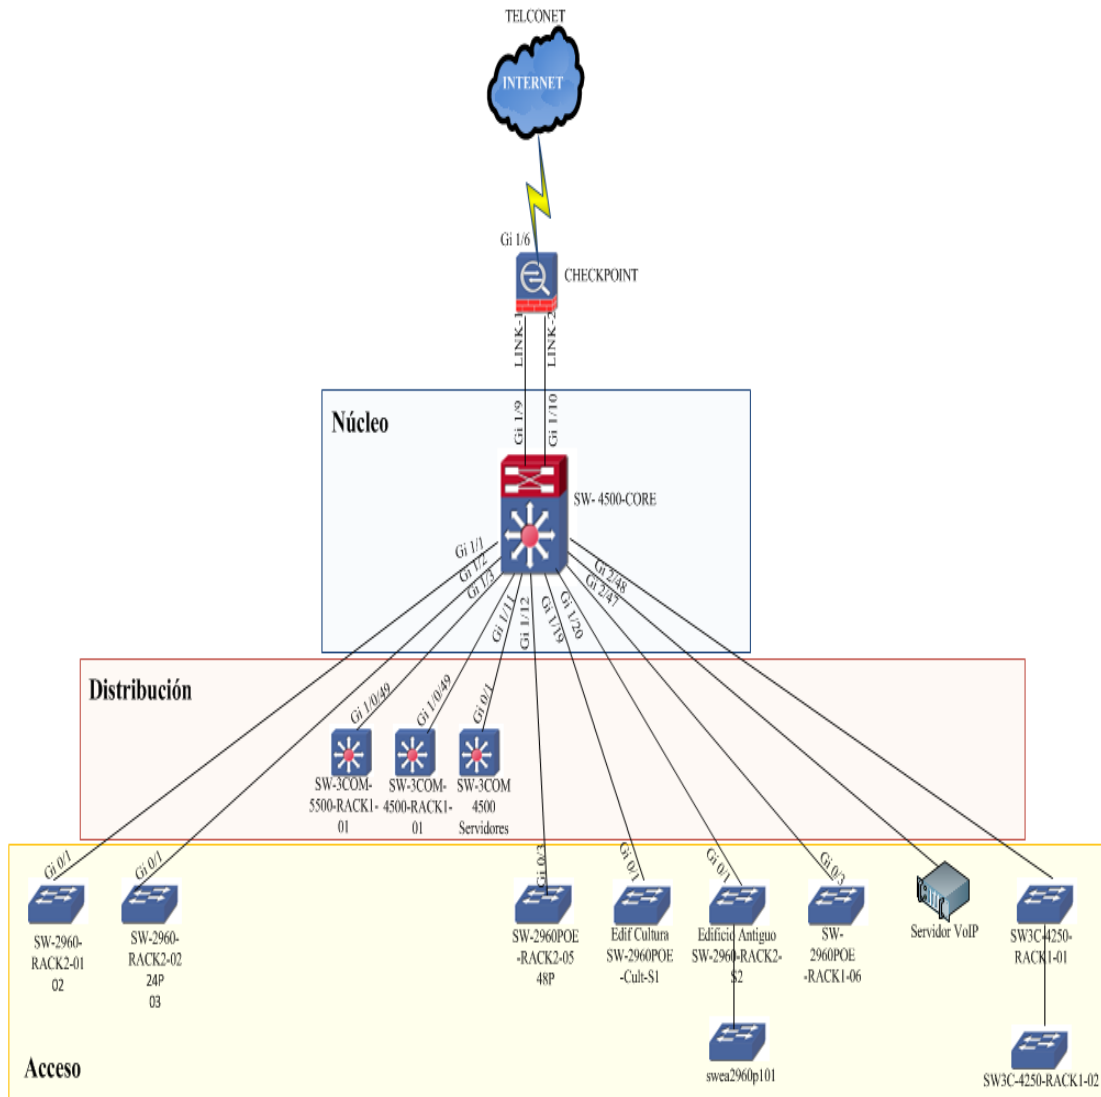 TELCONET
INTERNET
Gi 1/6
CHECKPOINT
LINK-1
LINK-2
Núcleo
Gi 1/9
Gi 1/10
SW- 4500-CORE
Gi 1/1
Gi 1/2
Gi 1/3
Gi 1/11
Gi 1/12
Gi 1/19
Gi 1/20
Gi 2/47
Gi 2/48
Distribución
Gi 1/0/49
Gi 1/0/49
Gi 0/1
SW-3COM-
5500-RACK1-
01
SW-3COM-
4500-RACK1-
01
SW-3COM
4500
Servidores
Gi 0/1
Gi 0/1
Gi 0/3
Gi 0/1
Gi 0/1
Gi 0/3
SW-2960-
RACK2-01
02
SW-2960-
RACK2-02
24P
03
SW-2960POE
-RACK2-05
48P
Edif Cultura
SW-2960POE
-Cult-S1
Edificio Antiguo
SW-2960-RACK2-
S2
SW-
2960POE
-RACK1-06
Servidor VoIP
SW3C-4250-
RACK1-01
swea2960p101
SW3C-4250-RACK1-02
Acceso